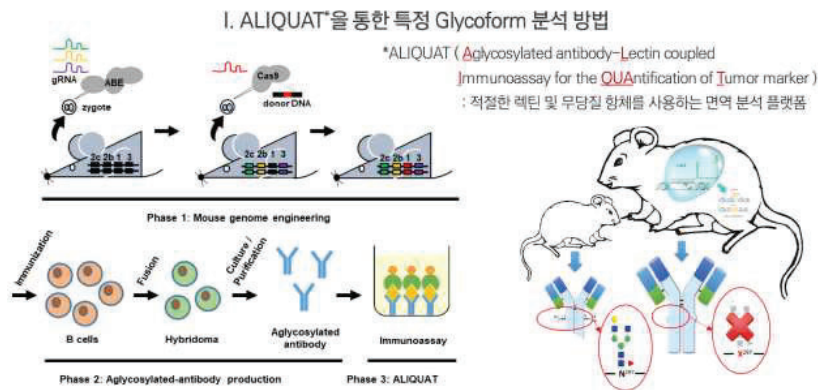 I. ALIQUAT*을 통한 특정 Glycoform 분석 방법
*ALIQUAT ( Aglycosylated antibody-Lectin coupled
Immunoassay for the QUAntification of Tumor marker )
: 적절한 렉틴 및 무당질 항체를 사용하는 면역 분석 플랫폼
gRNA
ABE
zygote
Cas9
donor DNA
2c 2b 1 3
2c 2b 1 3
2c 2b 1 3
Phase 1: Mouse genome engineering
Immunization
Fusion
Culture /
Purification
B cells
Hybridoma
Aglycosylated
antibody
Immunoassay
Phase 2: Aglycosylated-antibody production
Phase 3: ALIQUAT